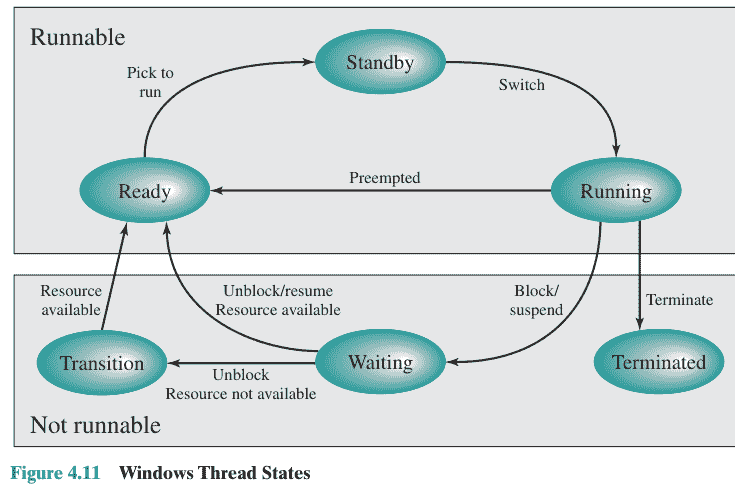 Runnable
Standby
Pick to
run
Switch
Preempted
Ready
Running
Resource
available
Unblock/resume
Resource available
Block/
suspend
Terminate
Transition
Waiting
Terminated
Unblock
Resource not available
Not runnable
Figure 4.11 Windows Thread States